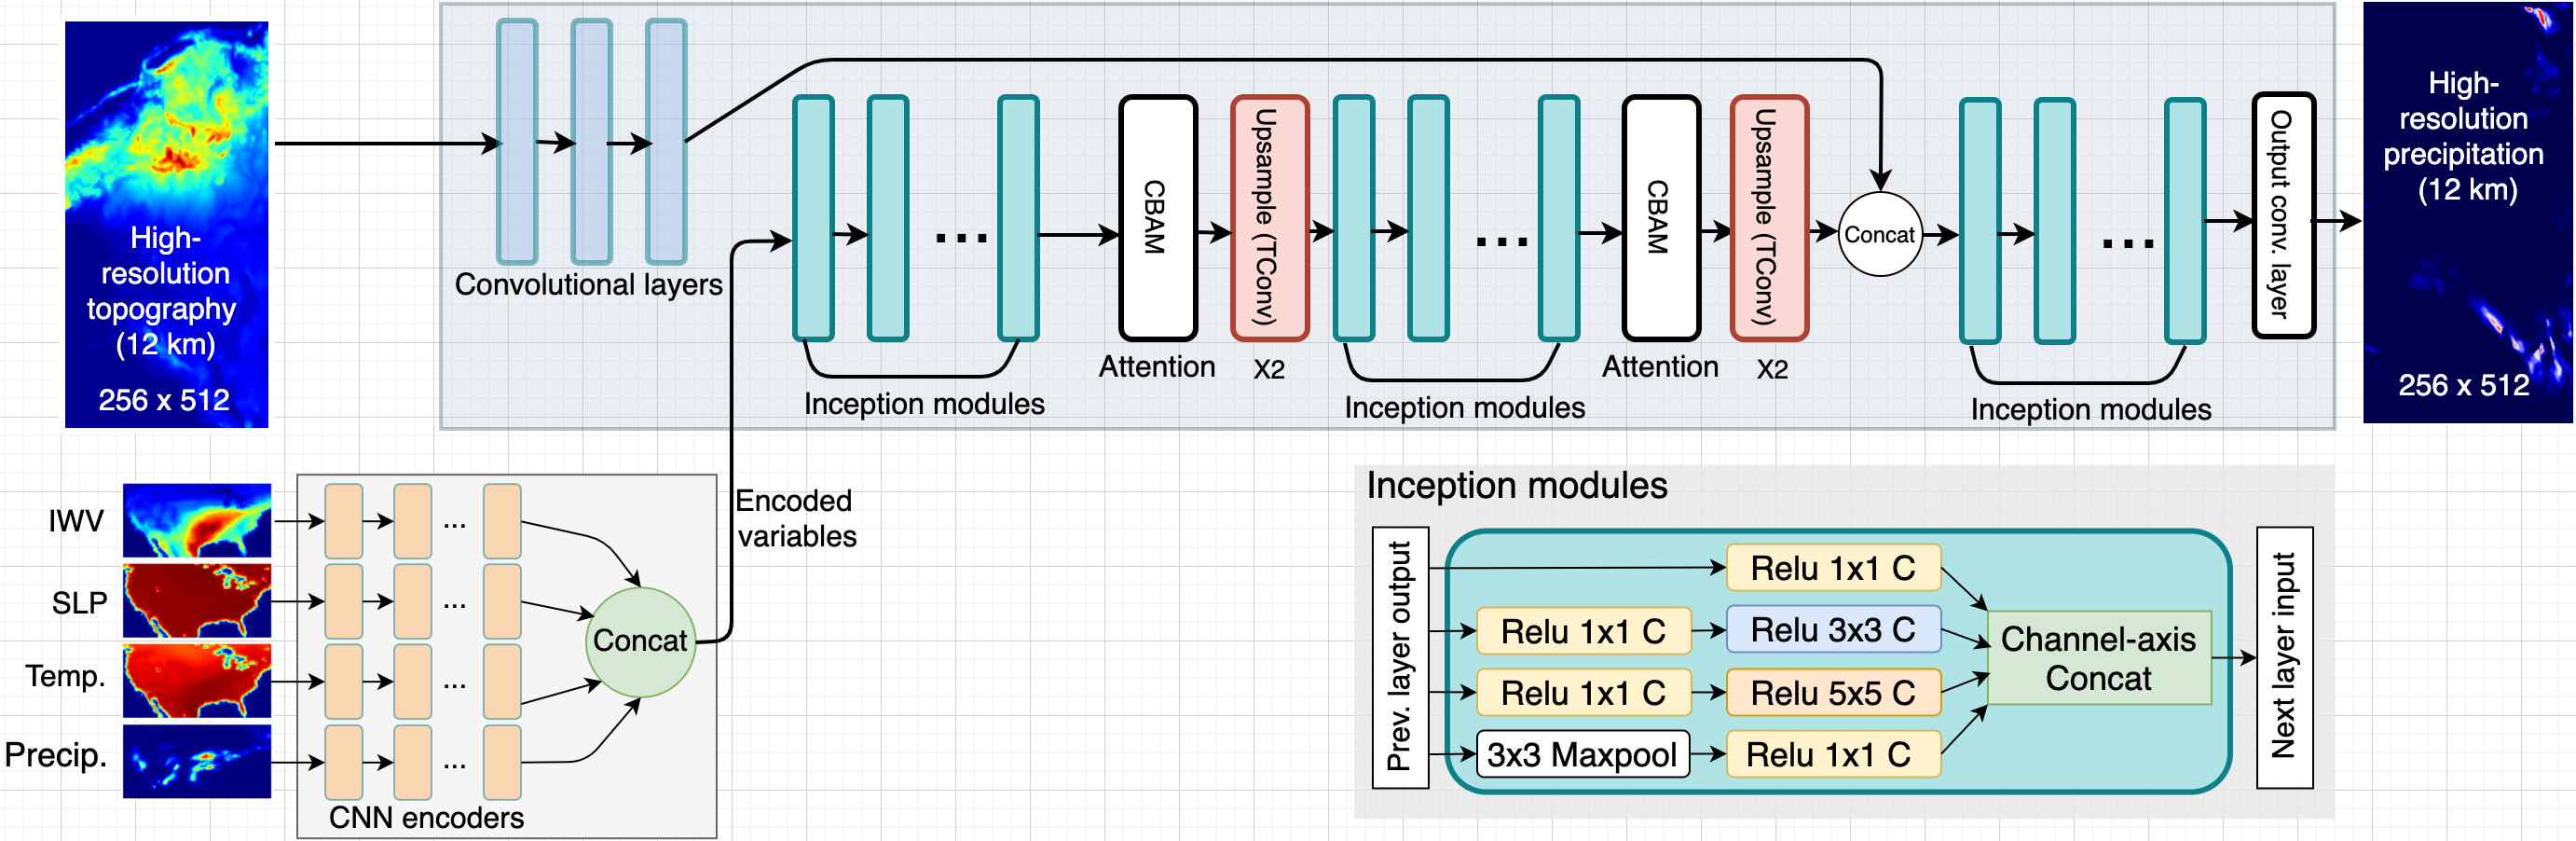 High-
resolution
topography
(12 km)
256 x 512
Convolutional layers
Inception modules
CBAM
Attention
Upsample (TConv)
X2
Inception modules
CBAM
Attention
Upsample (TConv)
X2
Concat
Inception modules
Output conv. layer
High-
resolution
precipitation
(12 km)
256 x 512
IWV
SLP
Temp.
Precip.
...
...
...
...
CNN encoders
Concat
Encoded
variables
Inception modules
Prev. layer output
Relu 1x1 C
Relu 1x1 C
Relu 3x3 C
Relu 1x1 C
Relu 5x5 C
3x3 Maxpool
Relu 1x1 C
Channel-axis
Concat
Next layer input